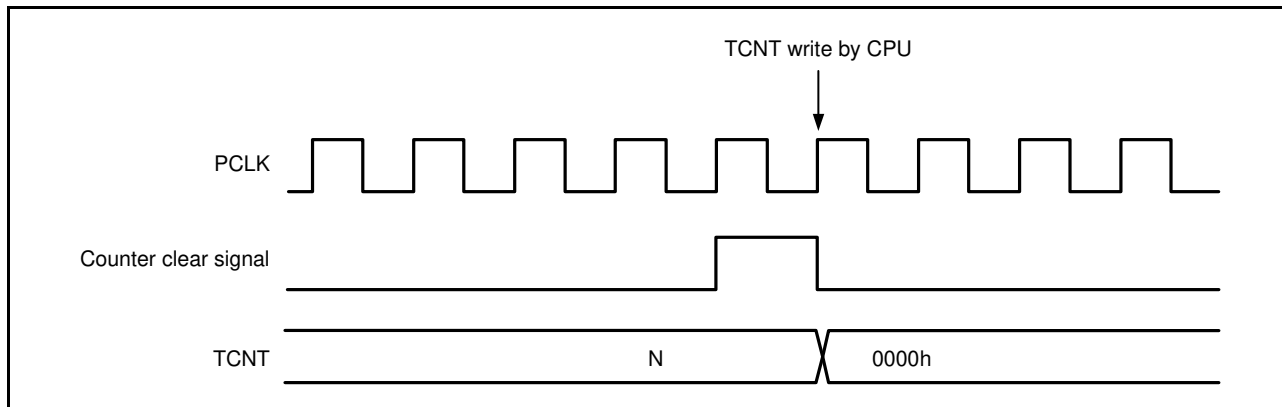 TCNT write by CPU
PCLK
Counter clear signal
TCNT N 0000h